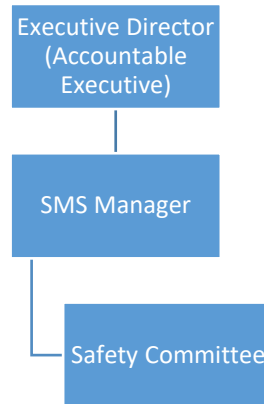 Executive Director
(Accountable
Executive)
SMS Manager
Safety Committee